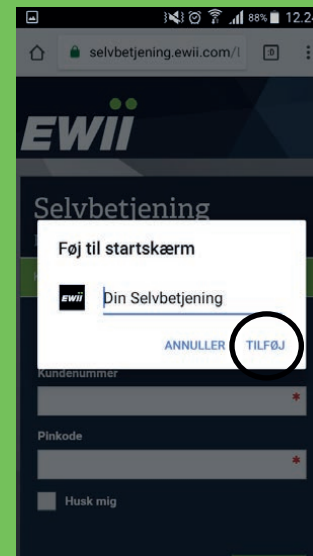 88% 12.24
selvbetjening.ewii.com/l
:D
EWII
Selvbetjening
Føj til startskærm
EWII
Din Selvbetjening
ANNULLER TILFØJ
Kundenummer
*
Pinkode
*
Husk mig